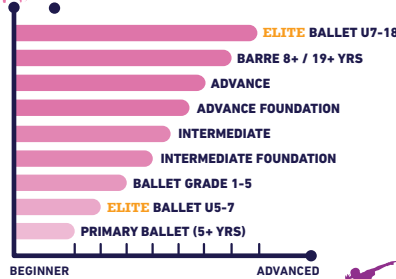 ELITE BALLET U7-18
BARRE 8+ / 19+ YRS
ADVANCE
ADVANCE FOUNDATION
INTERMEDIATE
INTERMEDIATE FOUNDATION
BALLET GRADE 1-5
ELITE BALLET U5-7
PRIMARY BALLET (5+ YRS)
BEGINNER
ADVANCED